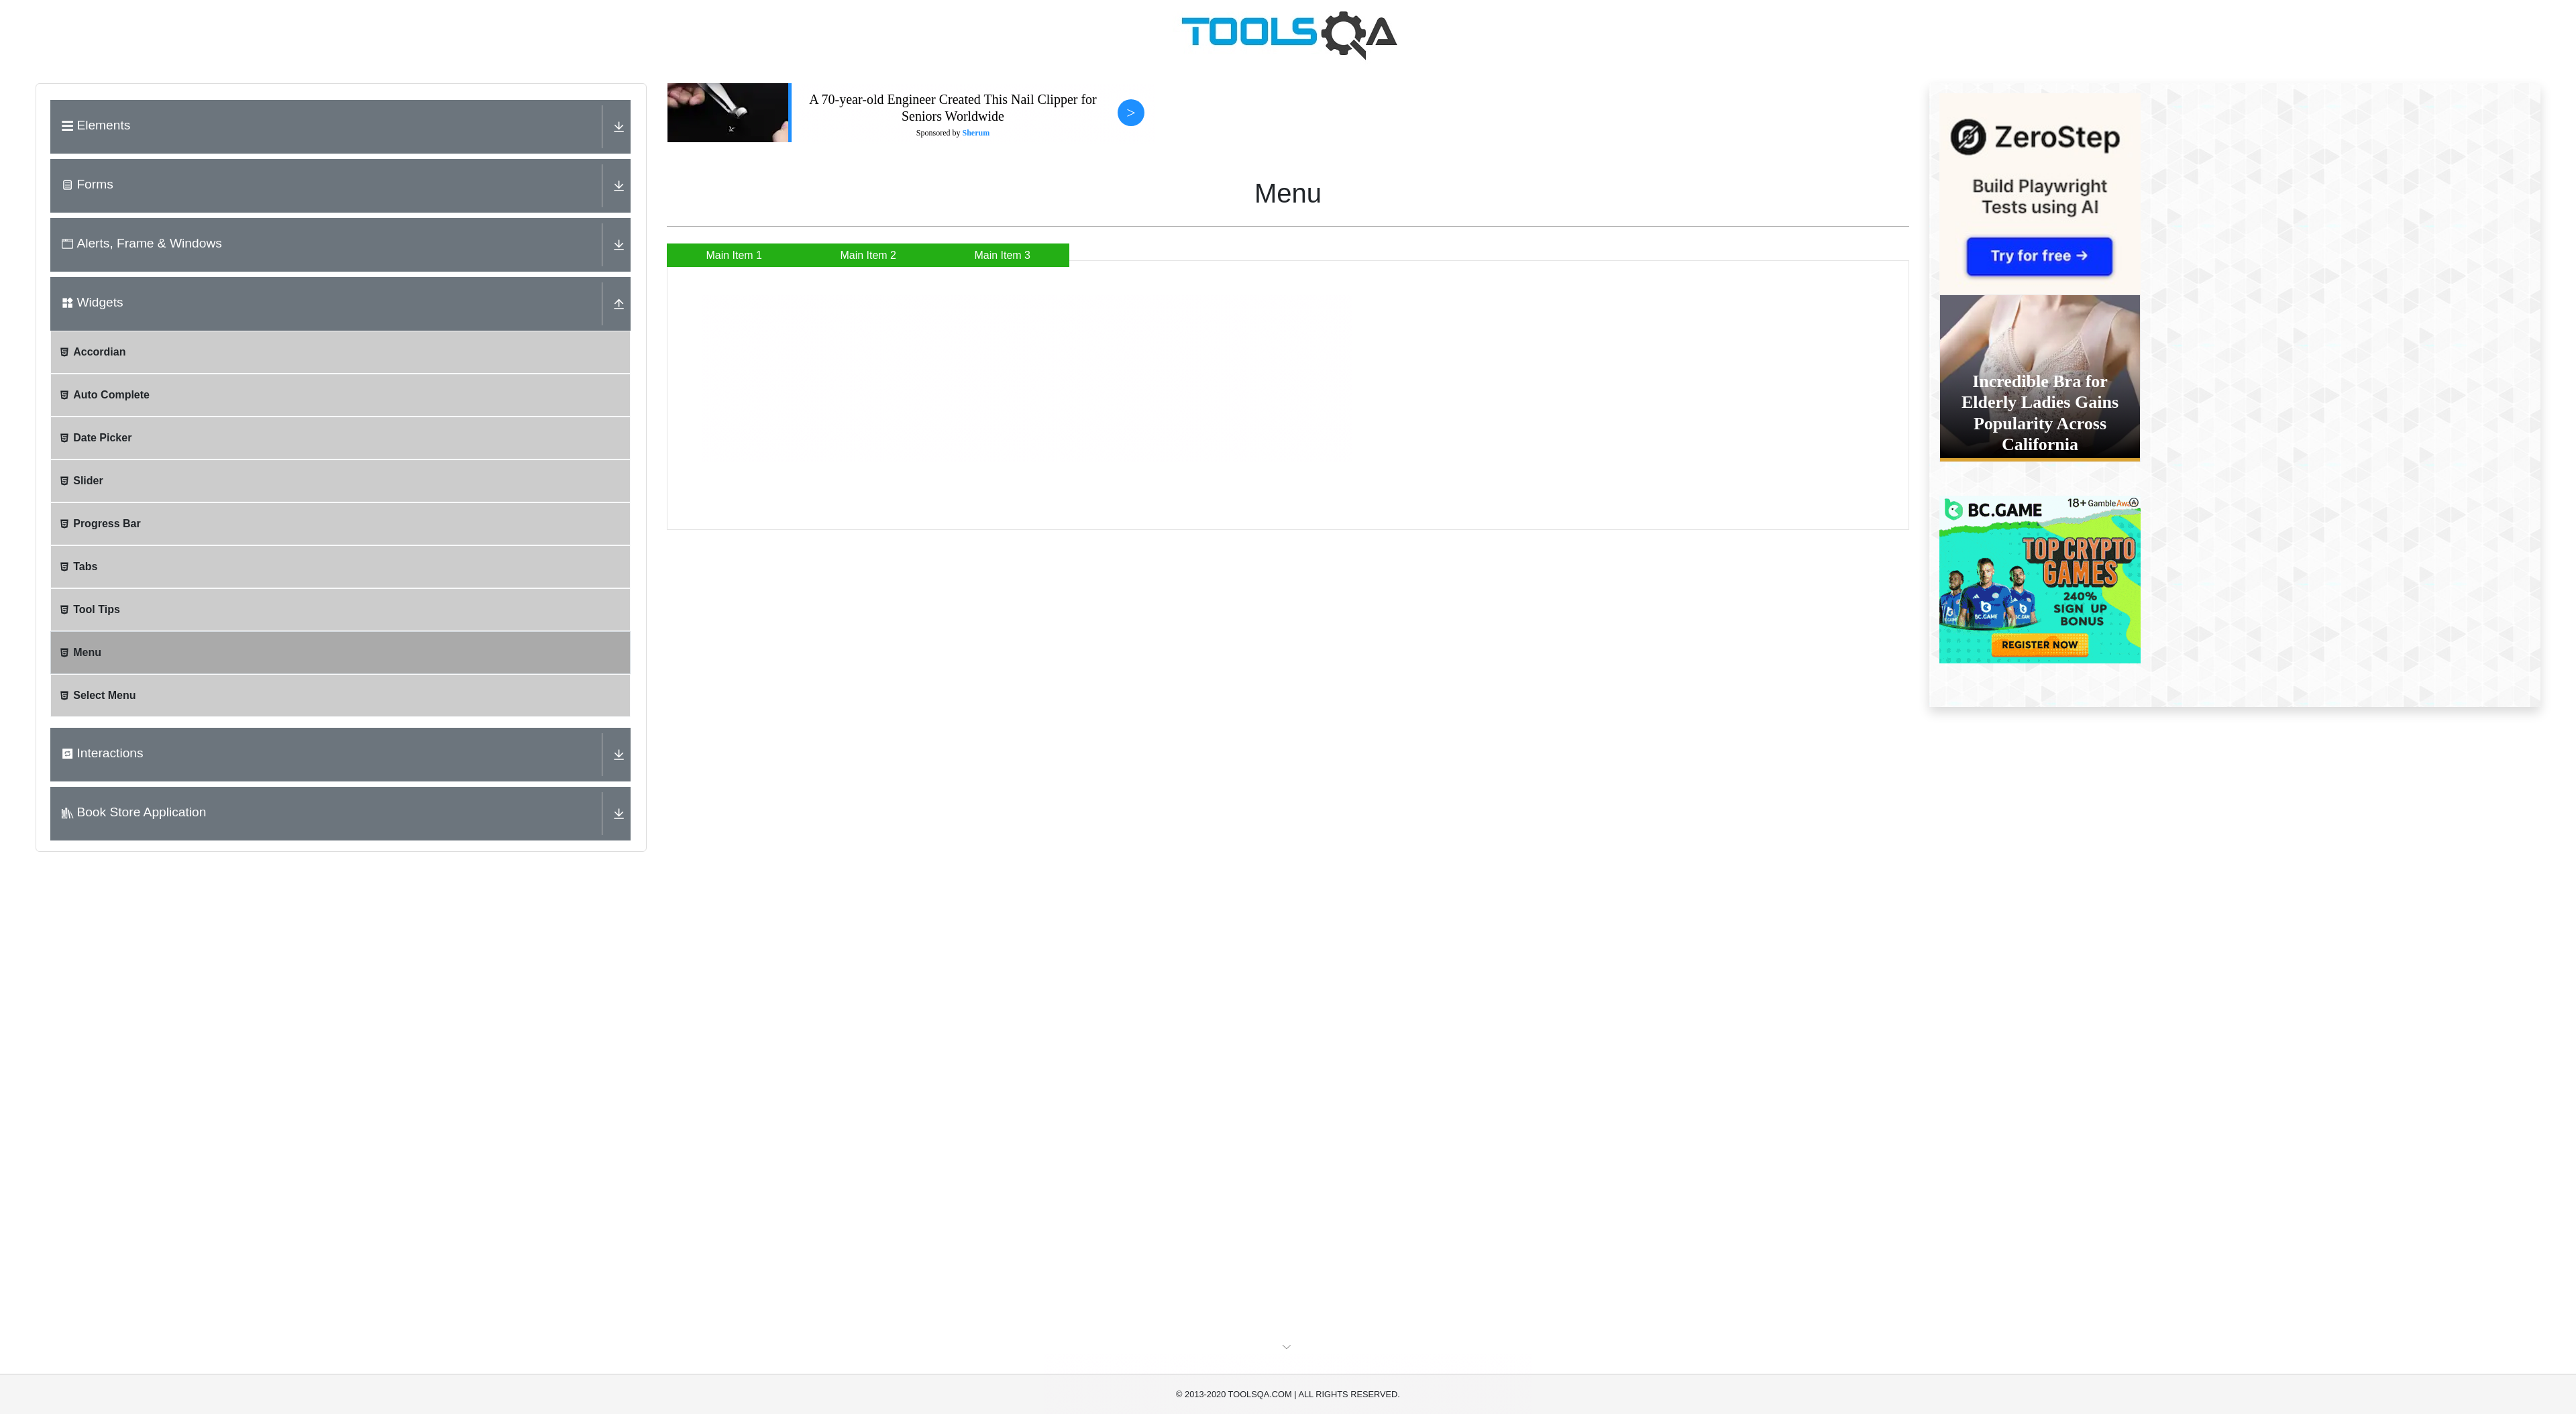 TOOLSQA
Elements
Forms
Alerts, Frame & Windows
Widgets
Accordian
Auto Complete
Date Picker
Slider
Progress Bar
Tabs
Tool Tips
Menu
Select Menu
Interactions
Book Store Application
A 70-year-old Engineer Created This Nail Clipper for
Seniors Worldwide
Sponsored by Sherum
>
Menu
Main Item 1
Main Item 2
Main Item 3
ZeroStep
Build Playwright
Tests using AI
Try for free →
Incredible Bra for
Elderly Ladies Gains
Popularity Across
California
BC.GAME
18+ GambleAw
TOP CRYPTO
GAMES
240%
SIGN UP
BONUS
BC.GAME
REGISTER NOW
© 2013-2020 TOOLSQA.COM | ALL RIGHTS RESERVED.